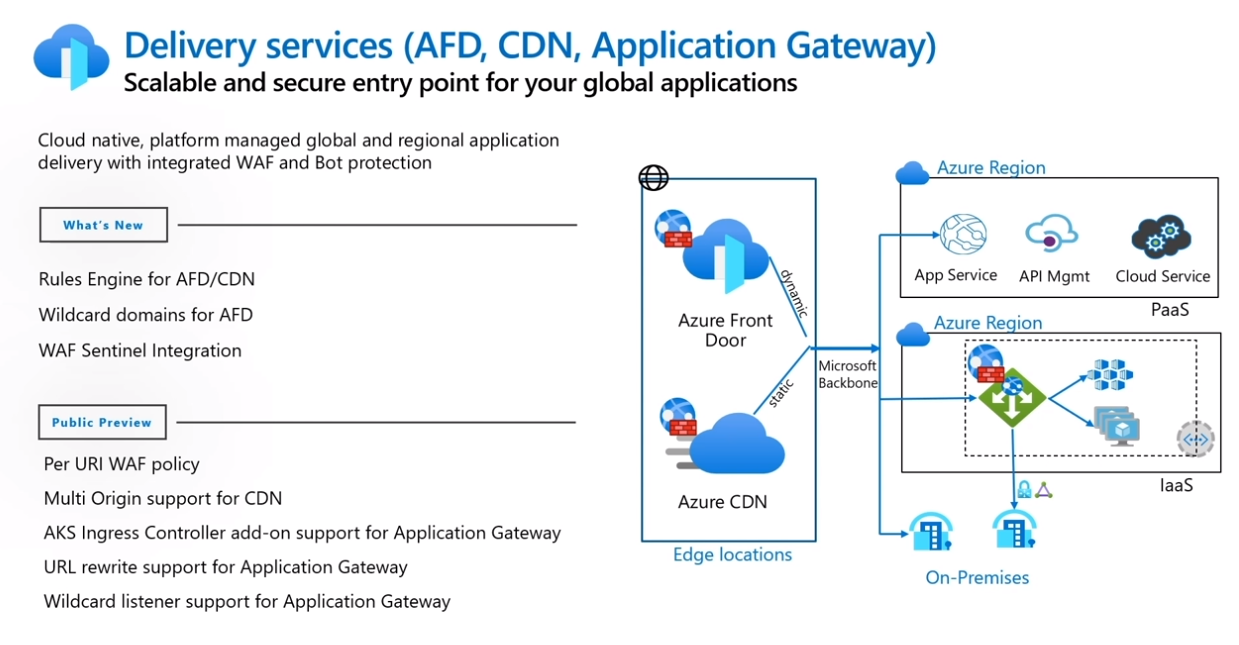 Delivery services (AFD, CDN, Application Gateway)
Scalable and secure entry point for your global applications
Cloud native, platform managed global and regional application
delivery with integrated WAF and Bot protection
What's New
Rules Engine for AFD/CDN
Wildcard domains for AFD
WAF Sentinel Integration
Public Preview
Per URI WAF policy
Multi Origin support for CDN
AKS Ingress Controller add-on support for Application Gateway
URL rewrite support for Application Gateway
Wildcard listener support for Application Gateway
Azure Front
Door
dynamic
static
Azure CDN
Edge locations
Microsoft
Backbone
Azure Region
App Service
API Mgmt
Cloud Service
PaaS
Azure Region
IaaS
On-Premises